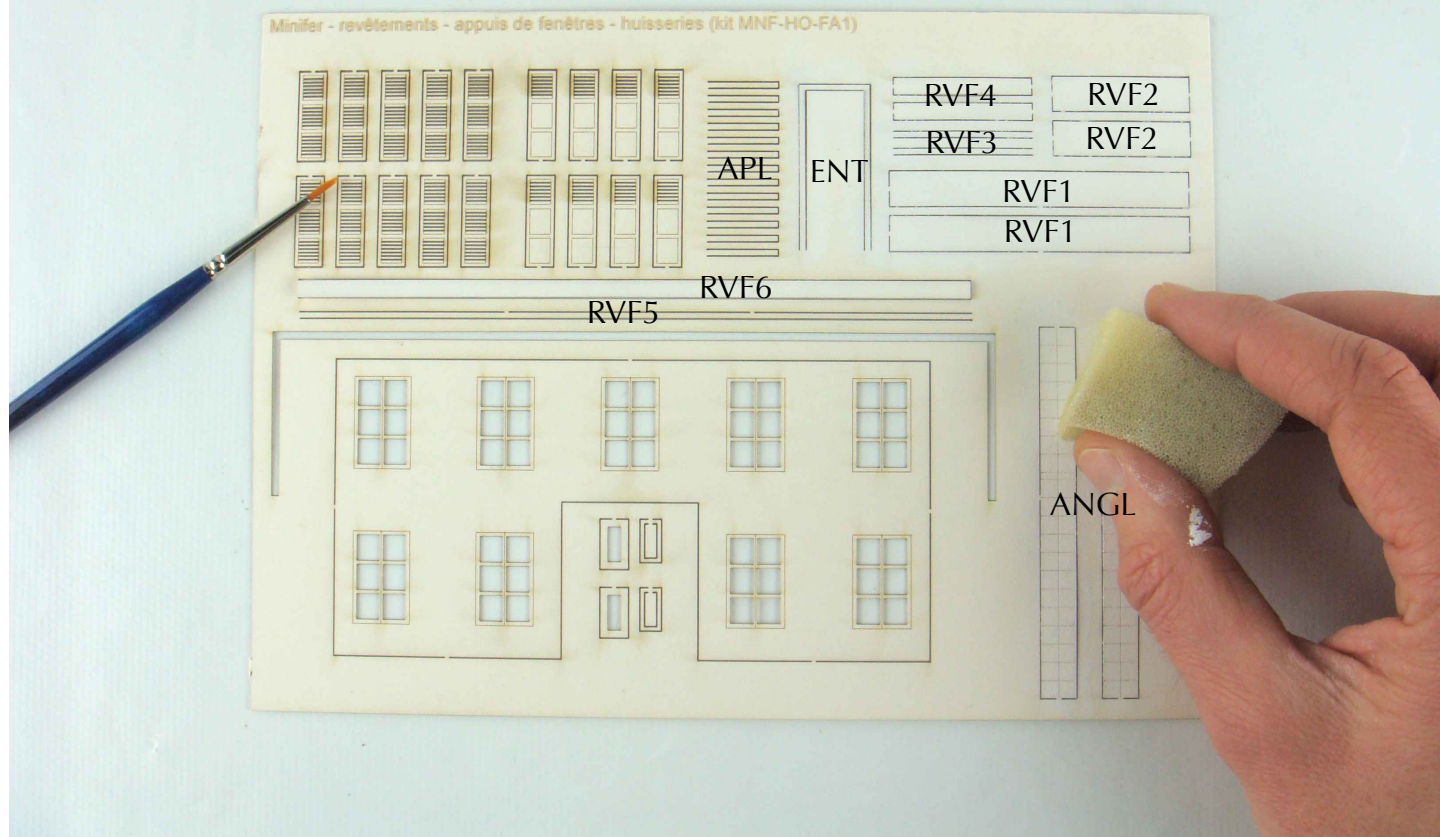 Minifer - revêtements - appuis de fenêtres - huisseries (kit MNF-HO-FA1)
RVF4
RVF2
RVF3
RVF2
APL
ENT
RVF1
RVF1
RVF6
RVF5
ANGL